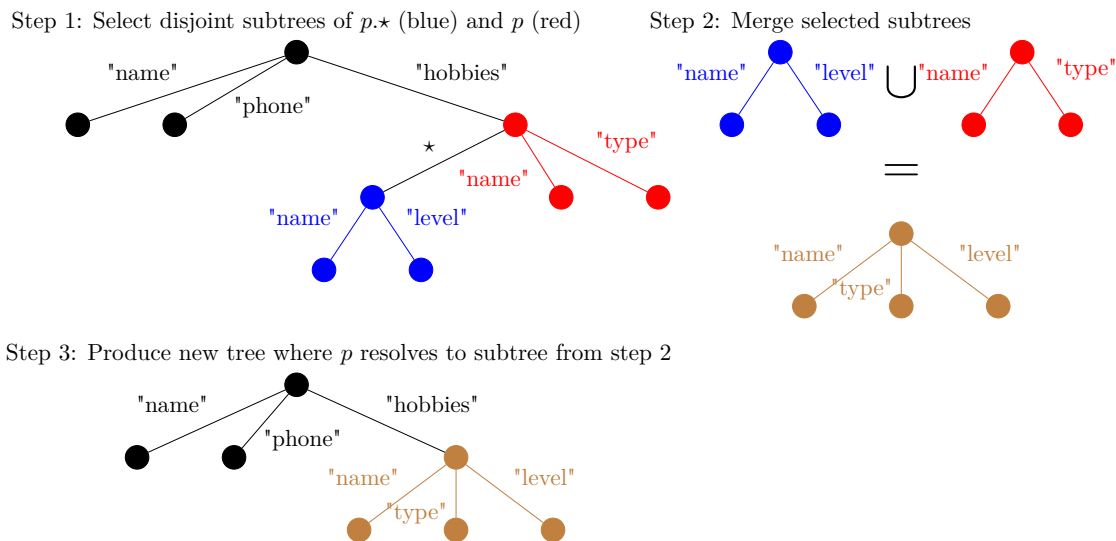 Step 1: Select disjoint subtrees of p.⋆ (blue) and p (red)
"name"
"phone"
"hobbies"
⋆
"name"
"type"
"name"
"level"
Step 2: Merge selected subtrees
"name"
"level"
∪
"name"
"type"
=
"name"
"type"
"level"
Step 3: Produce new tree where p resolves to subtree from step 2
"name"
"phone"
"hobbies"
"name"
"type"
"level"